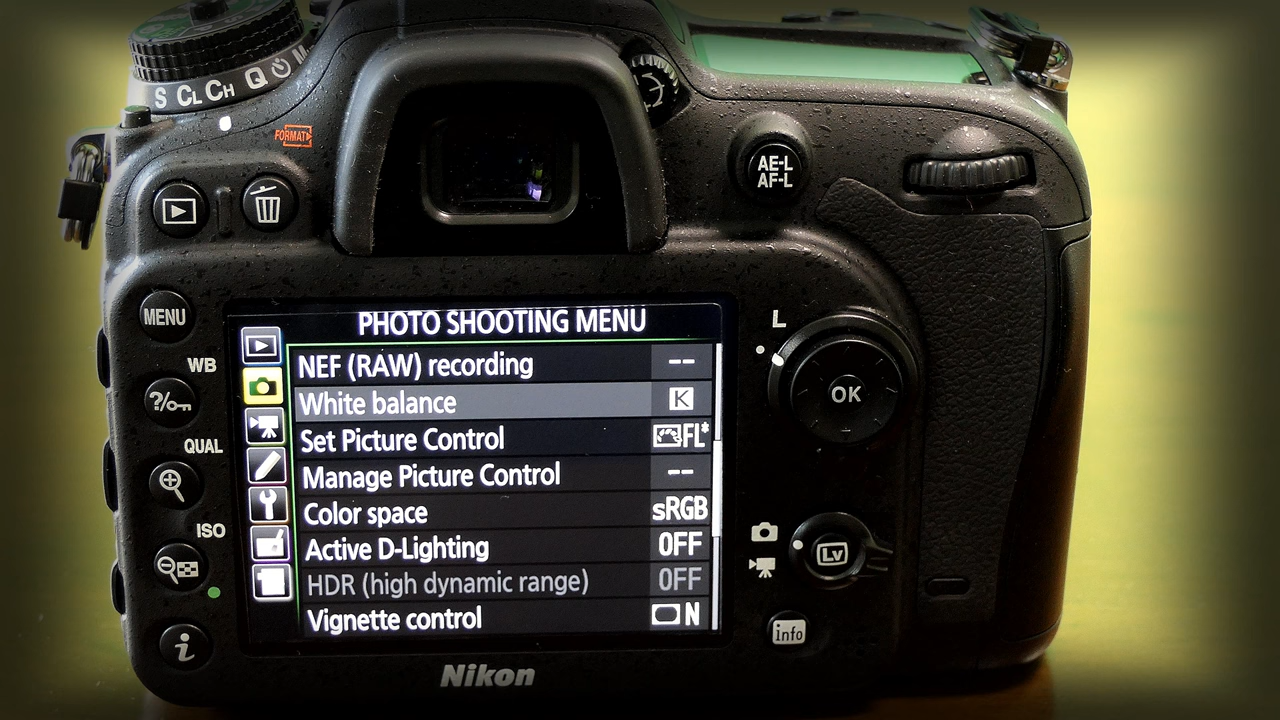 S CL CH Q M
FORMAT
AE-L
AF-L
MENU
WB
?
QUAL
ISO
i
PHOTO SHOOTING MENU
NEF (RAW) recording --
White balance K
Set Picture Control FL*
Manage Picture Control --
Color space sRGB
Active D-Lighting OFF
HDR (high dynamic range) OFF
Vignette control N
L
OK
Lv
info
Nikon